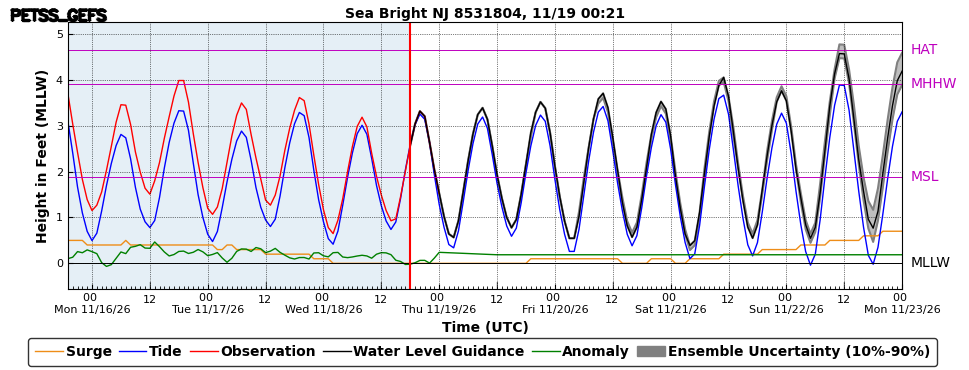 PETSS_GEFS
Sea Bright NJ 8531804, 11/19 00:21
Height in Feet (MLLW)
5
4
3
2
1
0
HAT
MHHW
MSL
MLLW
00 12 00 12 00 12 00 12 00 12 00 12 00 12 00
Mon 11/16/26 Tue 11/17/26 Wed 11/18/26 Thu 11/19/26 Fri 11/20/26 Sat 11/21/26 Sun 11/22/26 Mon 11/23/26
Time (UTC)
Surge Tide Observation Water Level Guidance Anomaly Ensemble Uncertainty (10%-90%)